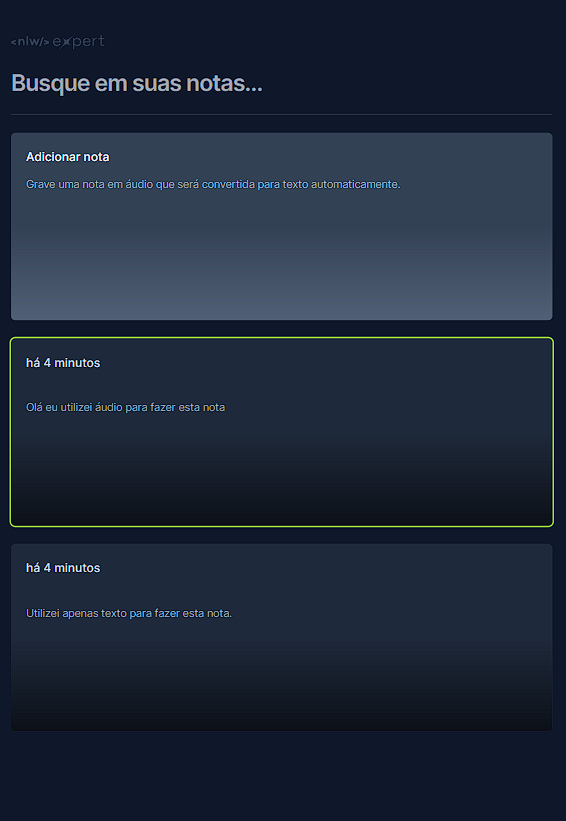 <nlw/> expert
Busque em suas notas...
Adicionar nota
Grave uma nota em áudio que será convertida para texto automaticamente.
há 4 minutos
Olá eu utilizei áudio para fazer esta nota
há 4 minutos
Utilizei apenas texto para fazer esta nota.